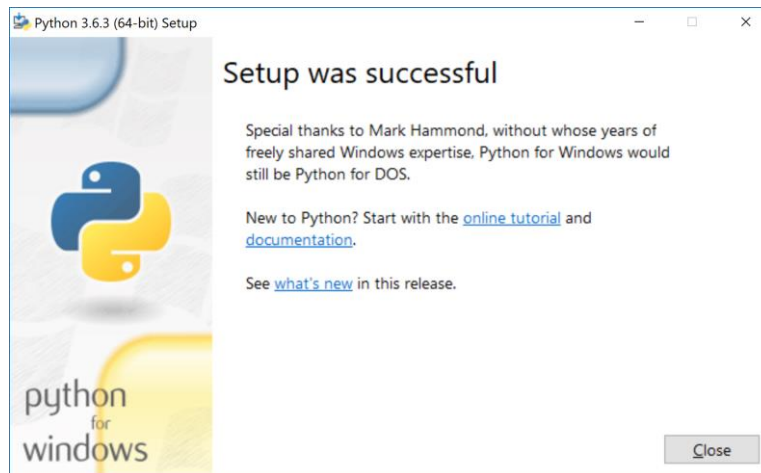 Python 3.6.3 (64-bit) Setup
Setup was successful
Special thanks to Mark Hammond, without whose years of
freely shared Windows expertise, Python for Windows would
still be Python for DOS.
New to Python? Start with the online tutorial and
documentation.
See what's new in this release.
python
for
windows
Close